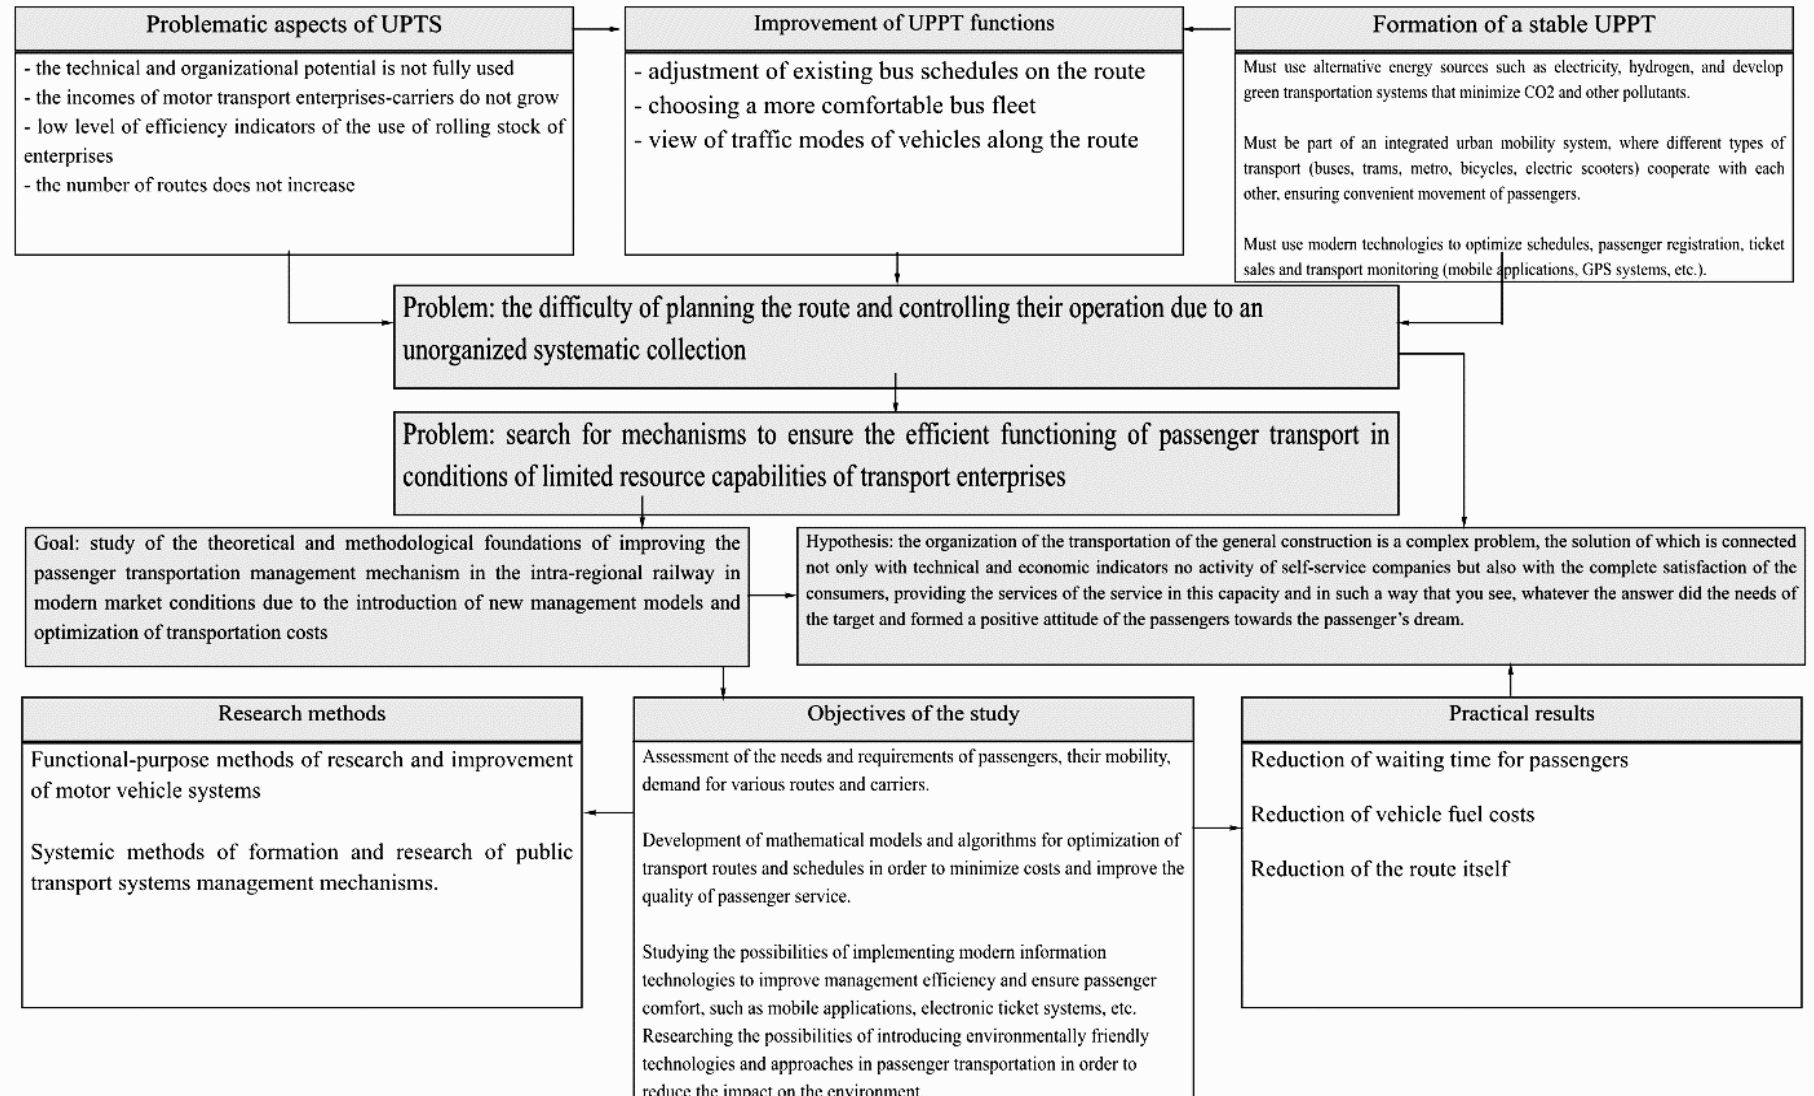 Problematic aspects of UPTS
- the technical and organizational potential is not fully used
- the incomes of motor transport enterprises-carriers do not grow
- low level of efficiency indicators of the use of rolling stock of
enterprises
- the number of routes does not increase
Improvement of UPPT functions
- adjustment of existing bus schedules on the route
- choosing a more comfortable bus fleet
- view of traffic modes of vehicles along the route
Formation of a stable UPPT
Must use alternative energy sources such as electricity, hydrogen, and develop
green transportation systems that minimize CO2 and other pollutants.
Must be part of an integrated urban mobility system, where different types of
transport (buses, trams, metro, bicycles, electric scooters) cooperate with each
other, ensuring convenient movement of passengers.
Must use modern technologies to optimize schedules, passenger registration, ticket
sales and transport monitoring (mobile applications, GPS systems, etc.).
Problem: the difficulty of planning the route and controlling their operation due to an
unorganized systematic collection
Problem: search for mechanisms to ensure the efficient functioning of passenger transport in
conditions of limited resource capabilities of transport enterprises
Goal: study of the theoretical and methodological foundations of improving the
passenger transportation management mechanism in the intra-regional railway in
modern market conditions due to the introduction of new management models and
optimization of transportation costs
Hypothesis: the organization of the transportation of the general construction is a complex problem, the solution of which is connected
not only with technical and economic indicators no activity of self-service companies but also with the complete satisfaction of the
consumers, providing the services of the service in this capacity and in such a way that you see, whatever the answer did the needs of
the target and formed a positive attitude of the passengers towards the passenger's dream.
Research methods
Functional-purpose methods of research and improvement
of motor vehicle systems
Systemic methods of formation and research of public
transport systems management mechanisms.
Objectives of the study
Assessment of the needs and requirements of passengers, their mobility,
demand for various routes and carriers.
Development of mathematical models and algorithms for optimization of
transport routes and schedules in order to minimize costs and improve the
quality of passenger service.
Studying the possibilities of implementing modern information
technologies to improve management efficiency and ensure passenger
comfort, such as mobile applications, electronic ticket systems, etc.
Researching the possibilities of introducing environmentally friendly
technologies and approaches in passenger transportation in order to
reduce the impact on the environment
Practical results
Reduction of waiting time for passengers
Reduction of vehicle fuel costs
Reduction of the route itself